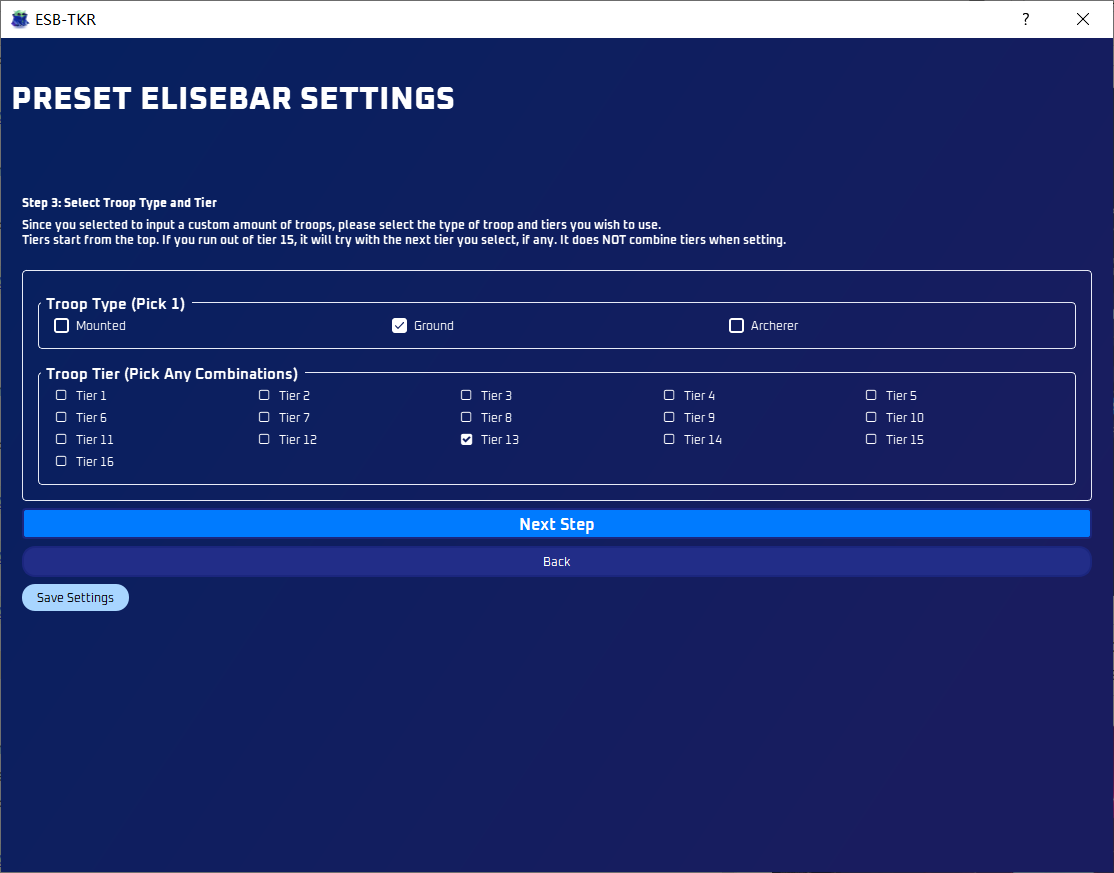 ESB-TKR
?
PRESET ELISEBAR SETTINGS
Step 3: Select Troop Type and Tier
Since you selected to input a custom amount of troops, please select the type of troop and tiers you wish to use.
Tiers start from the top. If you run out of tier 15, it will try with the next tier you select, if any. It does NOT combine tiers when setting.
Troop Type (Pick 1)
Mounted Ground Archerer
Troop Tier (Pick Any Combinations)
Tier 1 Tier 2 Tier 3 Tier 4 Tier 5
Tier 6 Tier 7 Tier 8 Tier 9 Tier 10
Tier 11 Tier 12 Tier 13 Tier 14 Tier 15
Tier 16
Next Step
Back
Save Settings